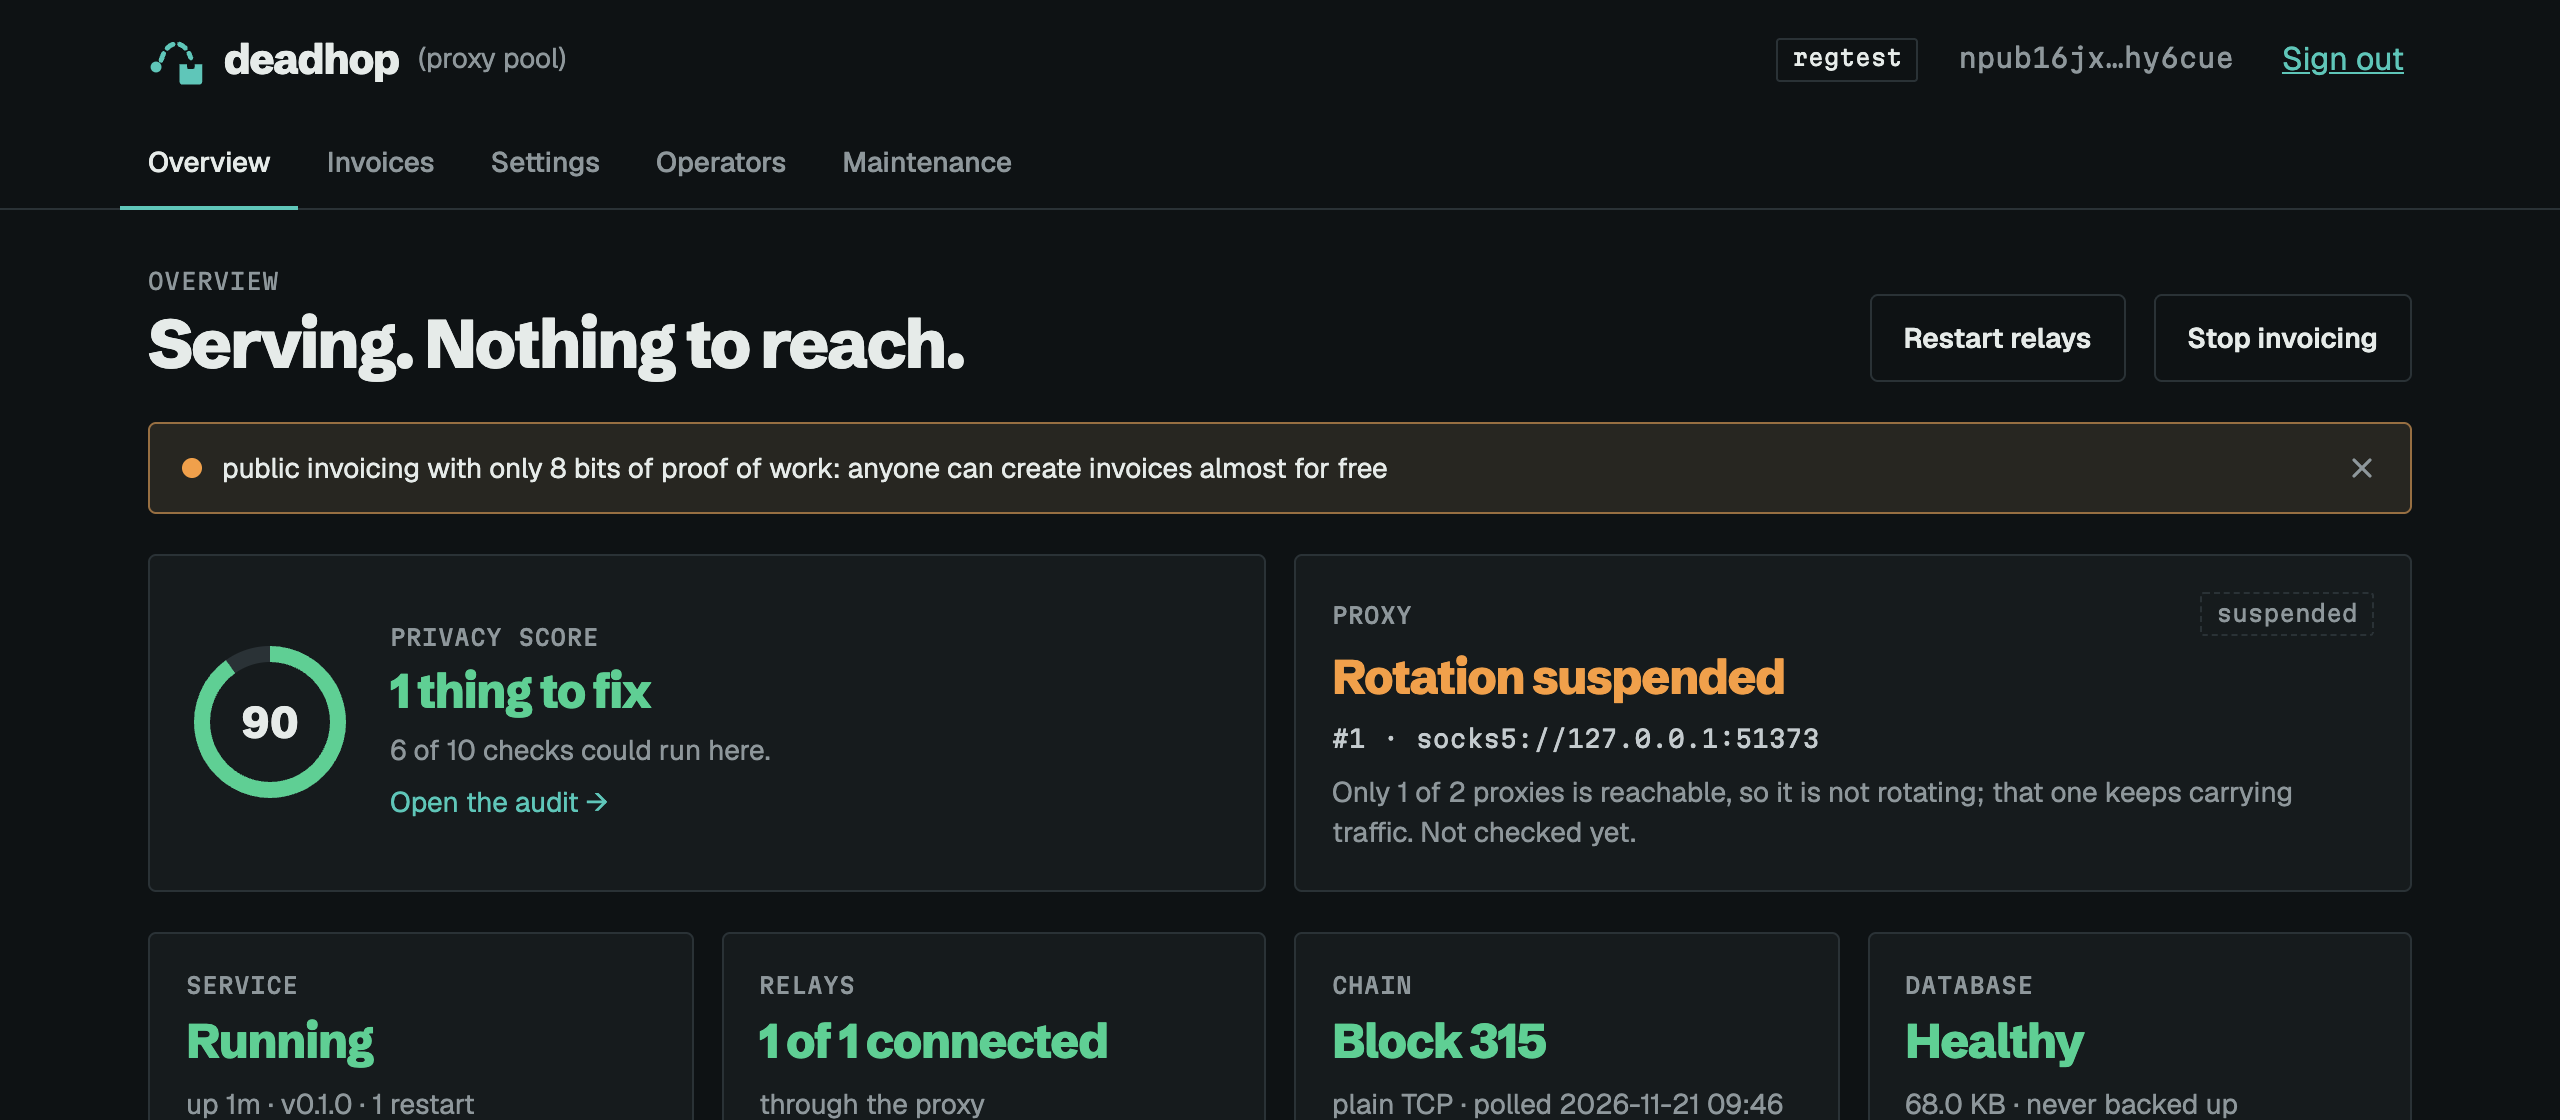 deadhop (proxy pool)
regtest npub16jx…hy6cue Sign out
Overview Invoices Settings Operators Maintenance
OVERVIEW
Serving. Nothing to reach.
Restart relays Stop invoicing
public invoicing with only 8 bits of proof of work: anyone can create invoices almost for free
90
PRIVACY SCORE
1 thing to fix
6 of 10 checks could run here.
Open the audit →
PROXY
suspended
Rotation suspended
#1 · socks5://127.0.0.1:51373
Only 1 of 2 proxies is reachable, so it is not rotating; that one keeps carrying
traffic. Not checked yet.
SERVICE
Running
up 1m · v0.1.0 · 1 restart
RELAYS
1 of 1 connected
through the proxy
CHAIN
Block 315
plain TCP · polled 2026-11-21 09:46
DATABASE
Healthy
68.0 KB · never backed up